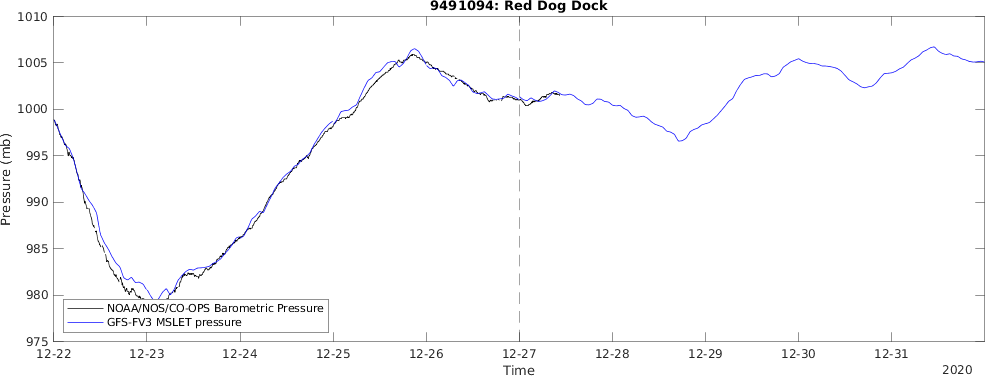 9491094: Red Dog Dock
1010
1005
1000
995
990
985
980
975
Pressure (mb)
NOAA/NOS/CO-OPS Barometric Pressure
GFS-FV3 MSLET pressure
12-22 12-23 12-24 12-25 12-26 12-27 12-28 12-29 12-30 12-31
Time
2020